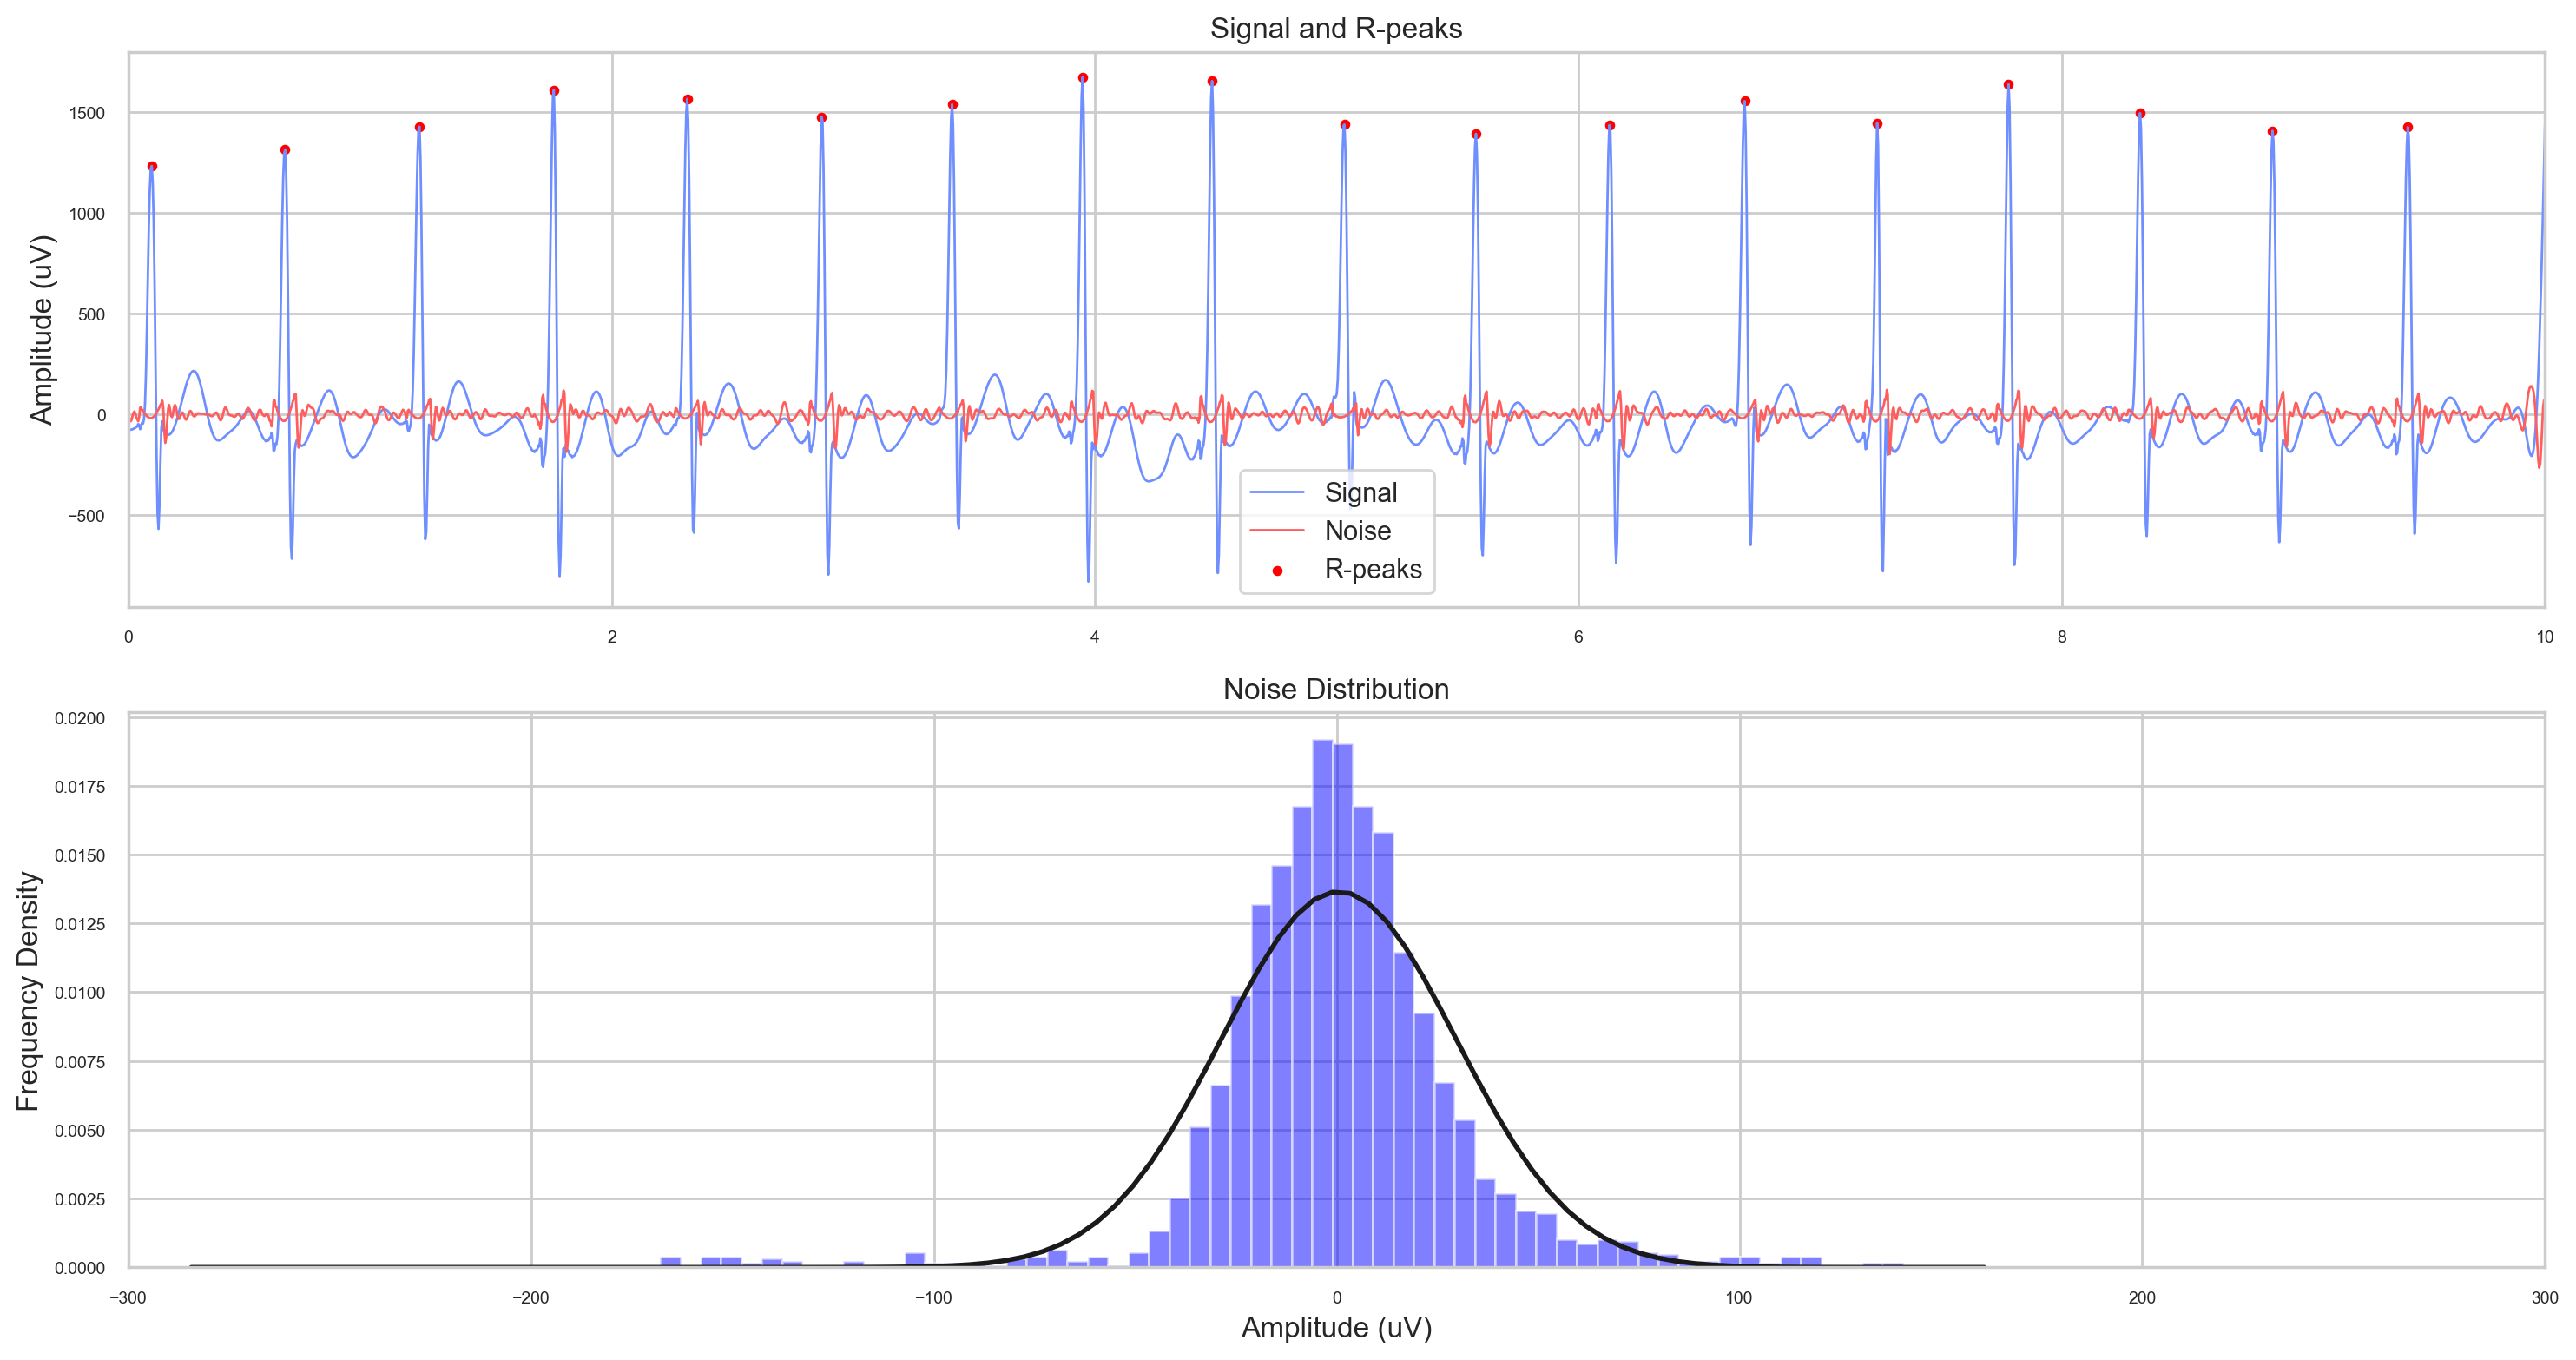 Signal and R-peaks
Amplitude (uV)
1500
1000
500
0
−500
Signal
Noise
R-peaks
0 2 4 6 8 10
Noise Distribution
Frequency Density
0.0200
0.0175
0.0150
0.0125
0.0100
0.0075
0.0050
0.0025
0.0000
−300 −200 −100 0 100 200 300
Amplitude (uV)